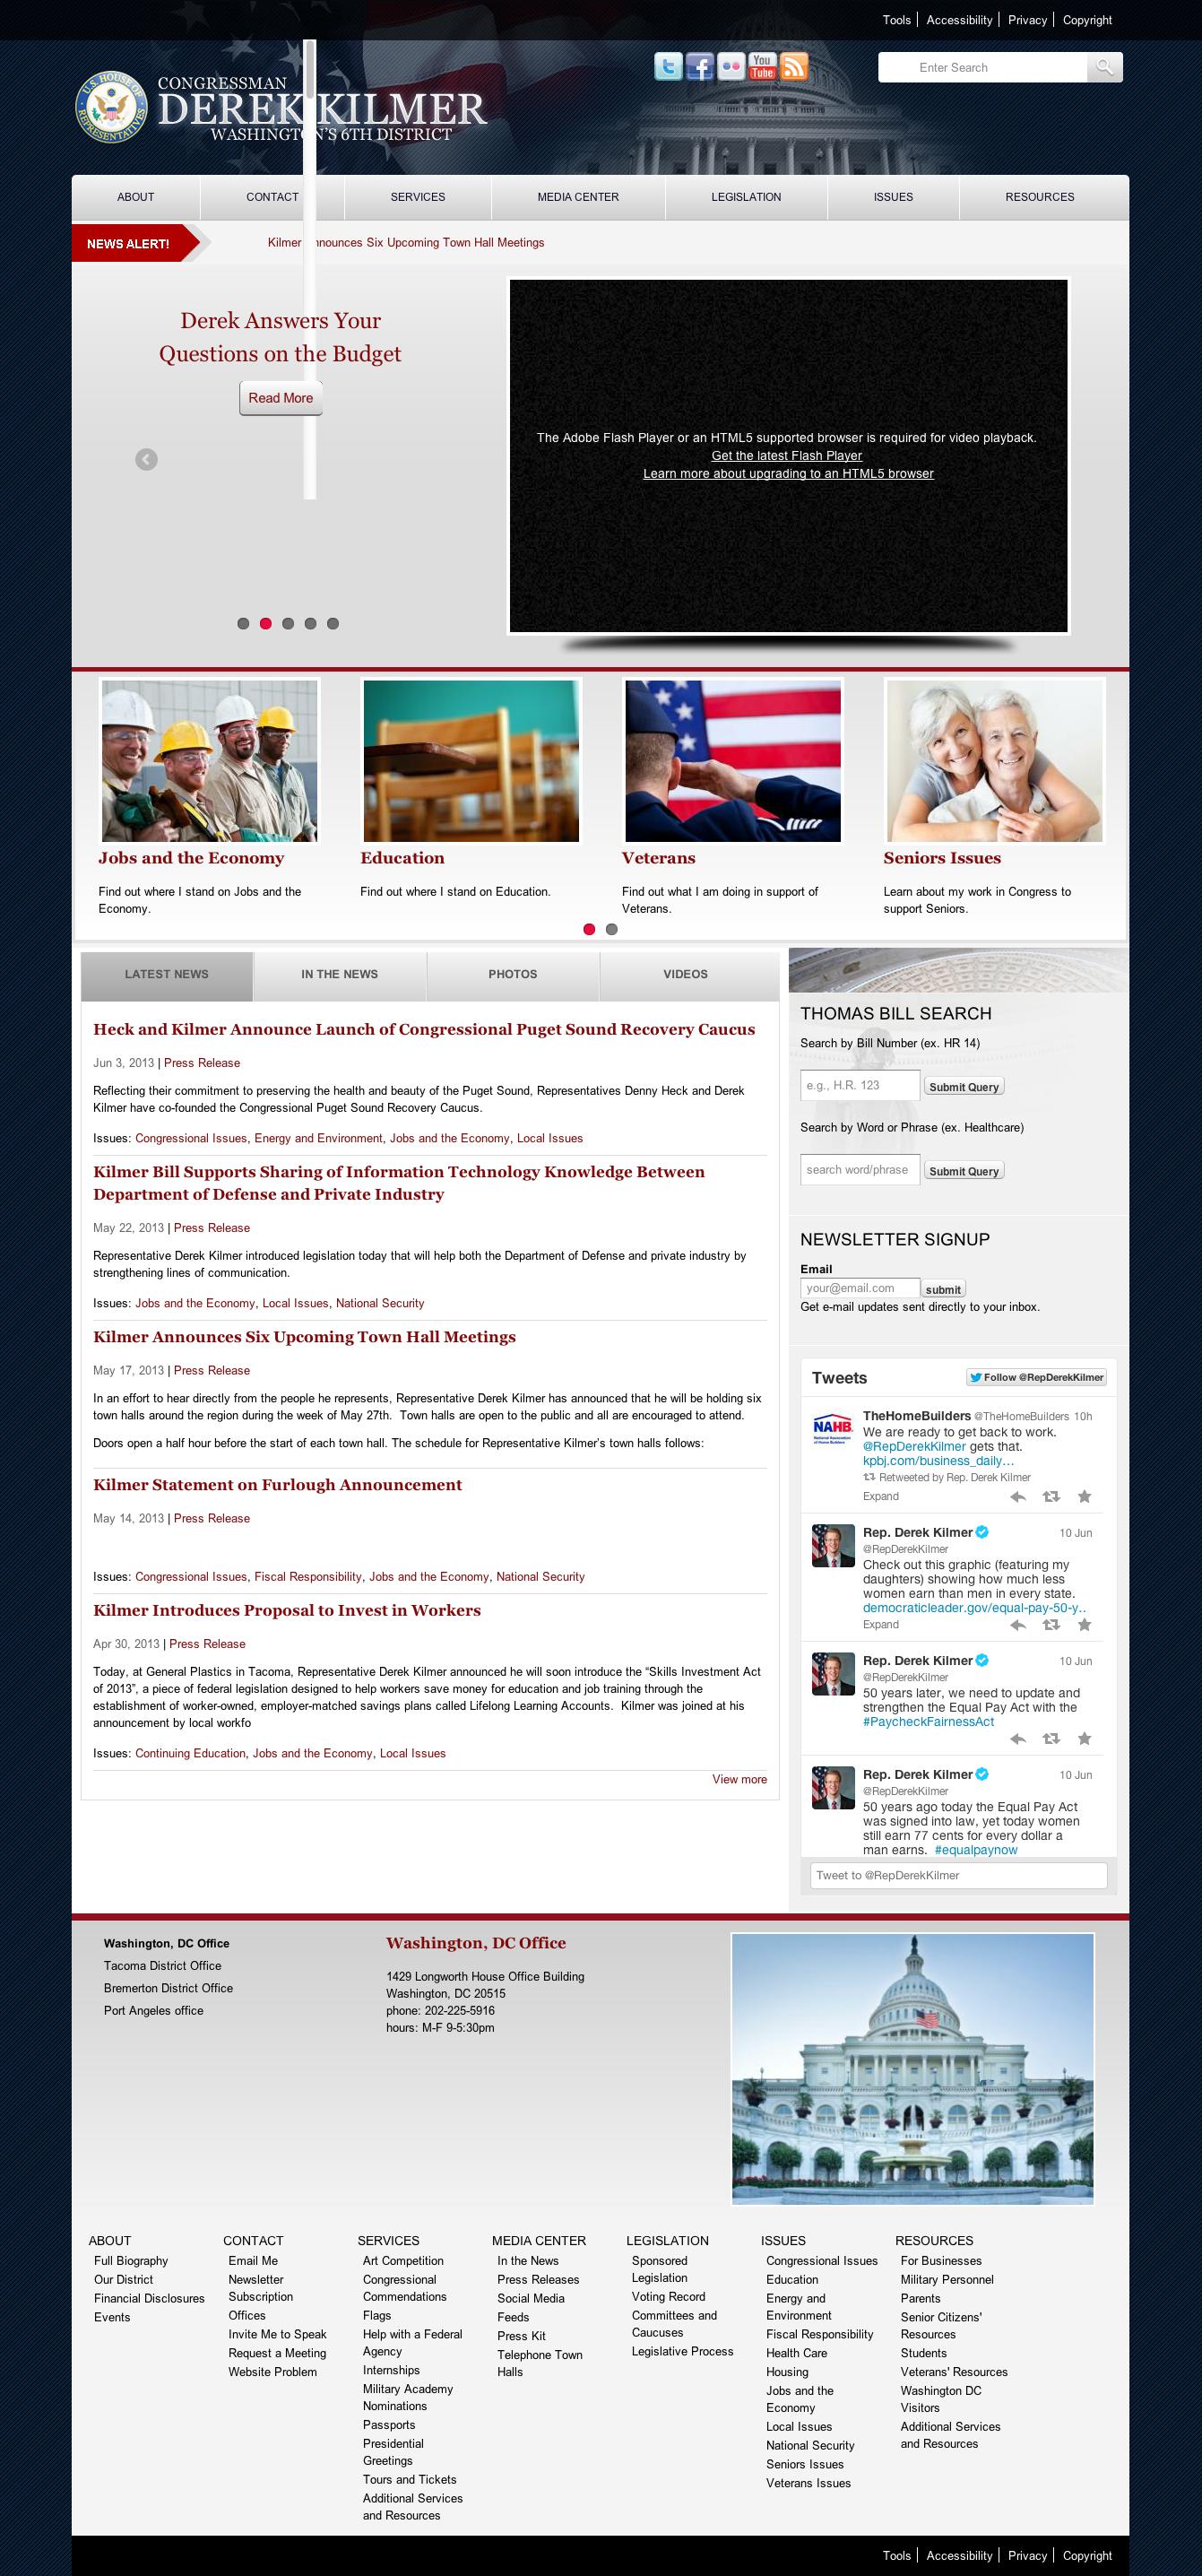 Tools | Accessibility | Privacy | Copyright
Enter Search
U.S. HOUSE OF REPRESENTATIVES
CONGRESSMAN
DEREK KILMER
WASHINGTON'S 6TH DISTRICT
You Tube
ABOUT CONTACT SERVICES MEDIA CENTER LEGISLATION ISSUES RESOURCES
NEWS ALERT!
Kilmer nnounces Six Upcoming Town Hall Meetings
Derek Answers Your
Questions on the Budget
Read More
The Adobe Flash Player or an HTML5 supported browser is required for video playback.
Get the latest Flash Player
Learn more about upgrading to an HTML5 browser
Jobs and the Economy
Find out where I stand on Jobs and the
Economy.
Education
Find out where I stand on Education.
Veterans
Find out what I am doing in support of
Veterans.
Seniors Issues
Learn about my work in Congress to
support Seniors.
LATEST NEWS IN THE NEWS PHOTOS VIDEOS
Heck and Kilmer Announce Launch of Congressional Puget Sound Recovery Caucus
Jun 3, 2013 | Press Release
Reflecting their commitment to preserving the health and beauty of the Puget Sound, Representatives Denny Heck and Derek
Kilmer have co-founded the Congressional Puget Sound Recovery Caucus.
Issues: Congressional Issues, Energy and Environment, Jobs and the Economy, Local Issues
Kilmer Bill Supports Sharing of Information Technology Knowledge Between
Department of Defense and Private Industry
May 22, 2013 | Press Release
Representative Derek Kilmer introduced legislation today that will help both the Department of Defense and private industry by
strengthening lines of communication.
Issues: Jobs and the Economy, Local Issues, National Security
Kilmer Announces Six Upcoming Town Hall Meetings
May 17, 2013 | Press Release
In an effort to hear directly from the people he represents, Representative Derek Kilmer has announced that he will be holding six
town halls around the region during the week of May 27th. Town halls are open to the public and all are encouraged to attend.
Doors open a half hour before the start of each town hall. The schedule for Representative Kilmer's town halls follows:
Kilmer Statement on Furlough Announcement
May 14, 2013 | Press Release
Issues: Congressional Issues, Fiscal Responsibility, Jobs and the Economy, National Security
Kilmer Introduces Proposal to Invest in Workers
Apr 30, 2013 | Press Release
Today, at General Plastics in Tacoma, Representative Derek Kilmer announced he will soon introduce the “Skills Investment Act
of 2013”, a piece of federal legislation designed to help workers save money for education and job training through the
establishment of worker-owned, employer-matched savings plans called Lifelong Learning Accounts. Kilmer was joined at his
announcement by local workfo
Issues: Continuing Education, Jobs and the Economy, Local Issues
View more
THOMAS BILL SEARCH
Search by Bill Number (ex. HR 14)
e.g., H.R. 123 Submit Query
Search by Word or Phrase (ex. Healthcare)
search word/phrase Submit Query
NEWSLETTER SIGNUP
Email
your@email.com submit
Get e-mail updates sent directly to your inbox.
Tweets Follow @RepDerekKilmer
NAHB
TheHomeBuilders @TheHomeBuilders 10h
We are ready to get back to work.
@RepDerekKilmer gets that.
kpbj.com/business_daily…
Retweeted by Rep. Derek Kilmer
Expand
Rep. Derek Kilmer 10 Jun
@RepDerekKilmer
Check out this graphic (featuring my
daughters) showing how much less
women earn than men in every state.
democraticleader.gov/equal-pay-50-y…
Expand
Rep. Derek Kilmer 10 Jun
@RepDerekKilmer
50 years later, we need to update and
strengthen the Equal Pay Act with the
#PaycheckFairnessAct
Rep. Derek Kilmer 10 Jun
@RepDerekKilmer
50 years ago today the Equal Pay Act
was signed into law, yet today women
still earn 77 cents for every dollar a
man earns. #equalpaynow
Tweet to @RepDerekKilmer
Washington, DC Office
Tacoma District Office
Bremerton District Office
Port Angeles office
Washington, DC Office
1429 Longworth House Office Building
Washington, DC 20515
phone: 202-225-5916
hours: M-F 9-5:30pm
ABOUT
Full Biography
Our District
Financial Disclosures
Events
CONTACT
Email Me
Newsletter
Subscription
Offices
Invite Me to Speak
Request a Meeting
Website Problem
SERVICES
Art Competition
Congressional
Commendations
Flags
Help with a Federal
Agency
Internships
Military Academy
Nominations
Passports
Presidential
Greetings
Tours and Tickets
Additional Services
and Resources
MEDIA CENTER
In the News
Press Releases
Social Media
Feeds
Press Kit
Telephone Town
Halls
LEGISLATION
Sponsored
Legislation
Voting Record
Committees and
Caucuses
Legislative Process
ISSUES
Congressional Issues
Education
Energy and
Environment
Fiscal Responsibility
Health Care
Housing
Jobs and the
Economy
Local Issues
National Security
Seniors Issues
Veterans Issues
RESOURCES
For Businesses
Military Personnel
Parents
Senior Citizens'
Resources
Students
Veterans' Resources
Washington DC
Visitors
Additional Services
and Resources
Tools | Accessibility | Privacy | Copyright